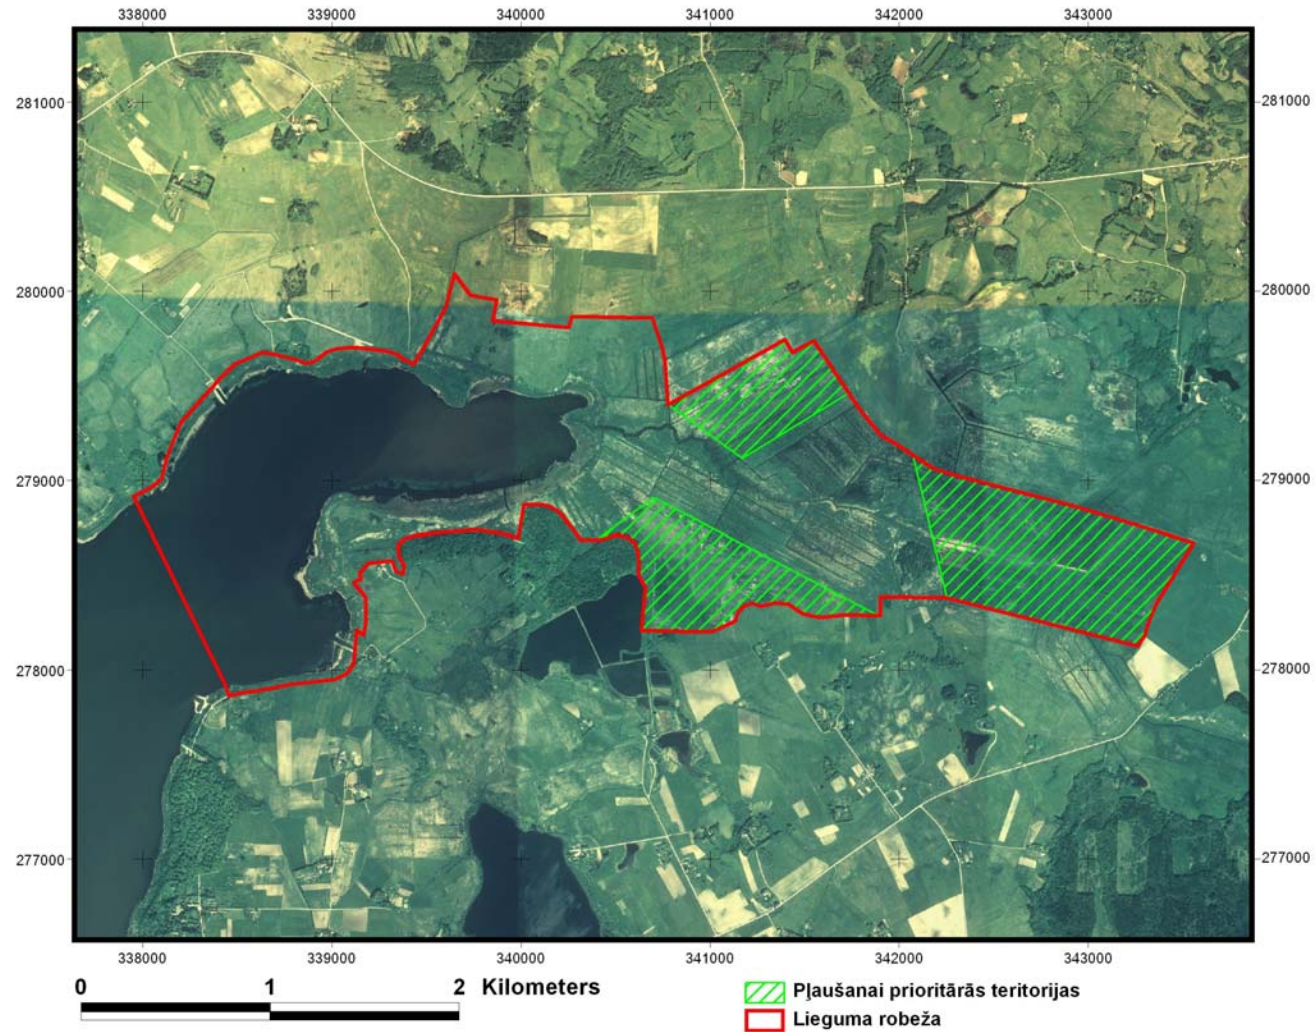 338000 339000 340000 341000 342000 343000
281000 281000
280000 280000
279000 279000
278000 278000
277000 277000
338000 339000 340000 341000 342000 343000
0 1 2 Kilometers
Pļaušanai prioritārās teritorijas
Lieguma robeža